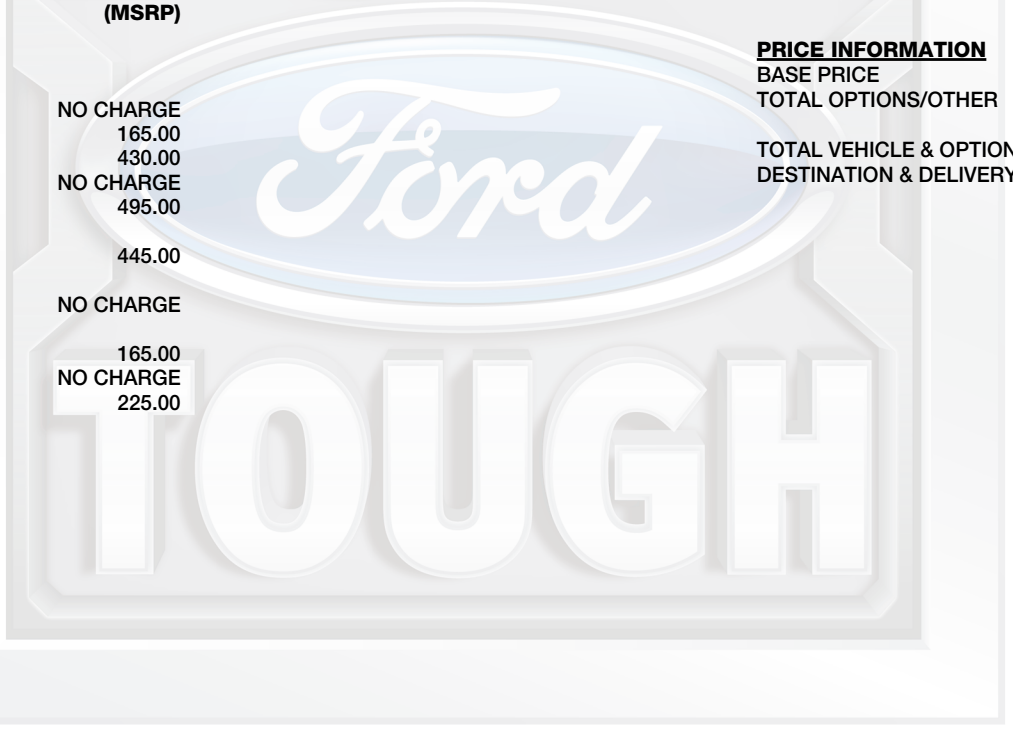 (MSRP)
NO CHARGE
165.00
430.00
NO CHARGE
495.00
445.00
NO CHARGE
165.00
NO CHARGE
225.00
PRICE INFORMATION
BASE PRICE
TOTAL OPTIONS/OTHER
TOTAL VEHICLE & OPTION
DESTINATION & DELIVERY
Ford
TOUGH